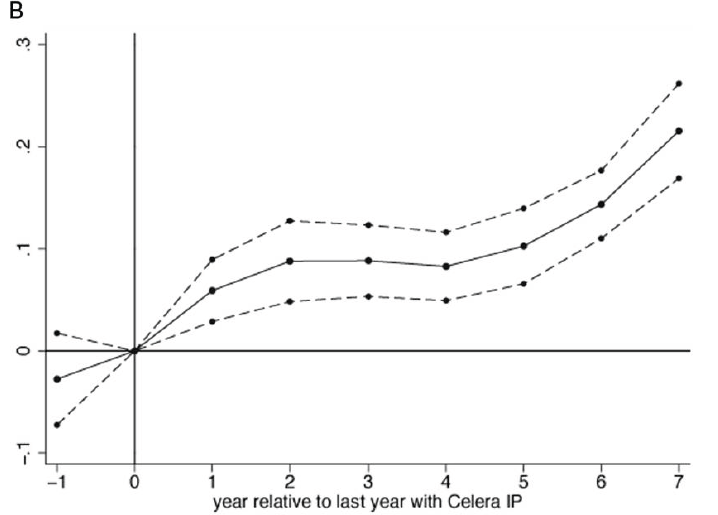 B
.3
.2
.1
0
-.1
-1 0 1 2 3 4 5 6 7
year relative to last year with Celera IP